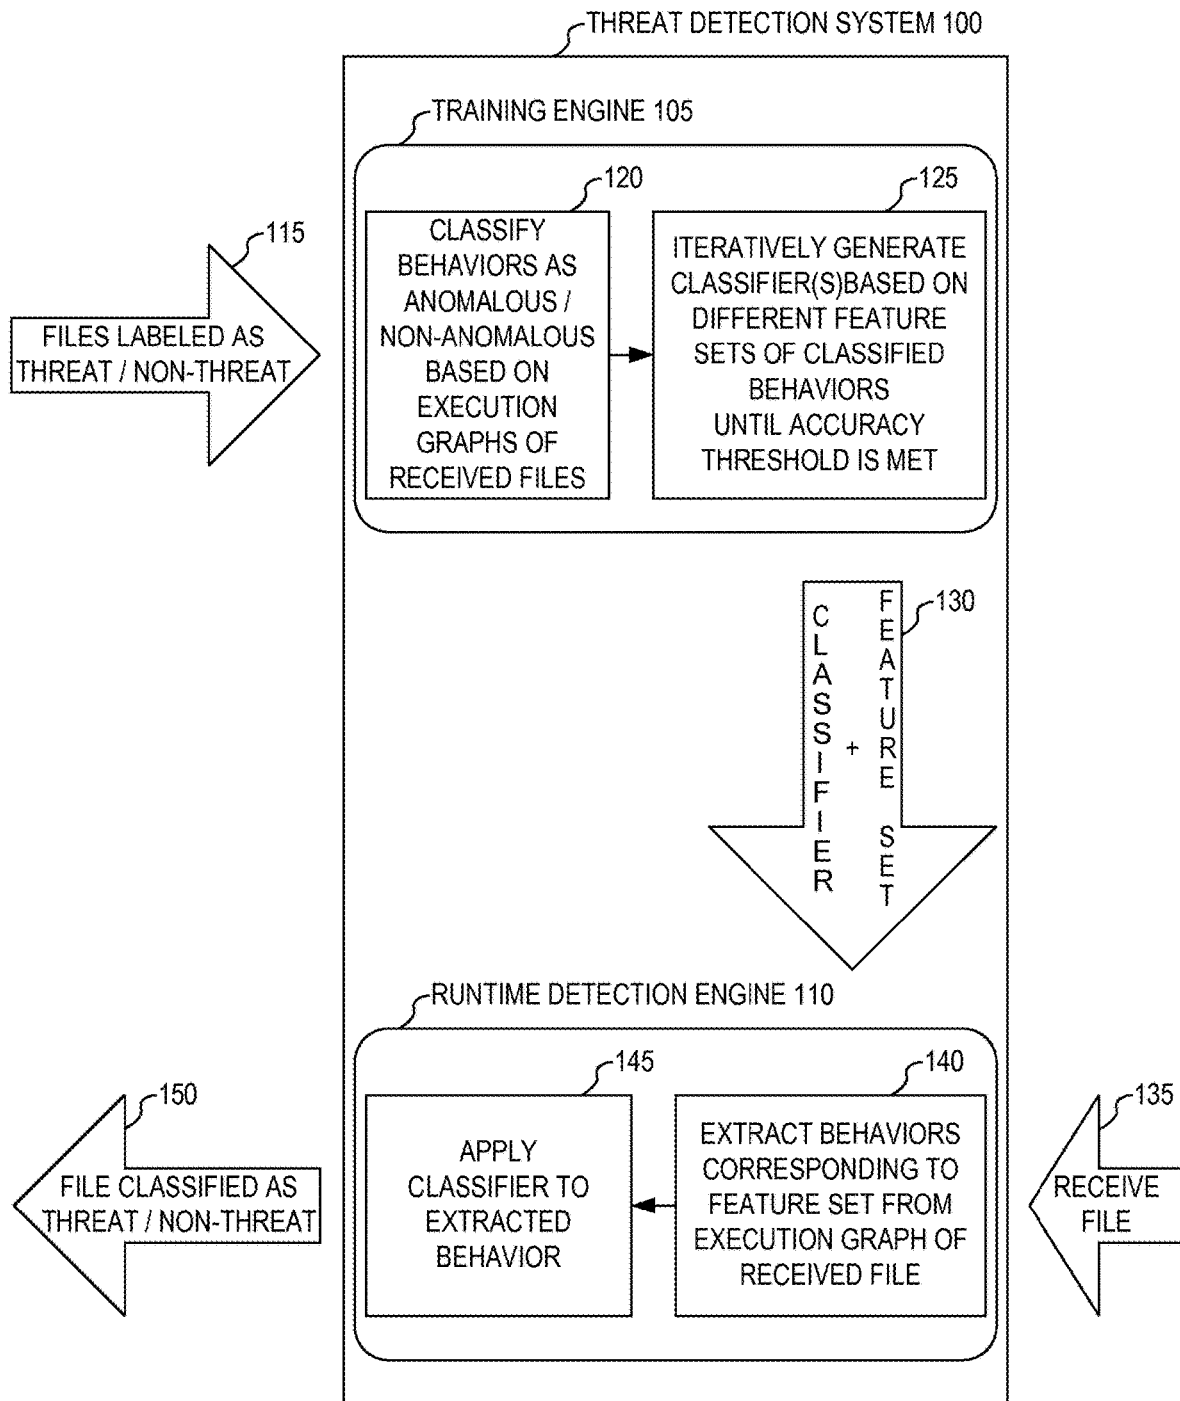 THREAT DETECTION SYSTEM 100
TRAINING ENGINE 105
115
FILES LABELED AS
THREAT / NON-THREAT
120
CLASSIFY
BEHAVIORS AS
ANOMALOUS /
NON-ANOMALOUS
BASED ON
EXECUTION
GRAPHS OF
RECEIVED FILES
125
ITERATIVELY GENERATE
CLASSIFIER(S)BASED ON
DIFFERENT FEATURE
SETS OF CLASSIFIED
BEHAVIORS
UNTIL ACCURACY
THRESHOLD IS MET
130
CLASSIFIER
+
FEATURE SET
RUNTIME DETECTION ENGINE 110
135
RECEIVE
FILE
140
EXTRACT BEHAVIORS
CORRESPONDING TO
FEATURE SET FROM
EXECUTION GRAPH OF
RECEIVED FILE
145
APPLY
CLASSIFIER TO
EXTRACTED
BEHAVIOR
150
FILE CLASSIFIED AS
THREAT / NON-THREAT